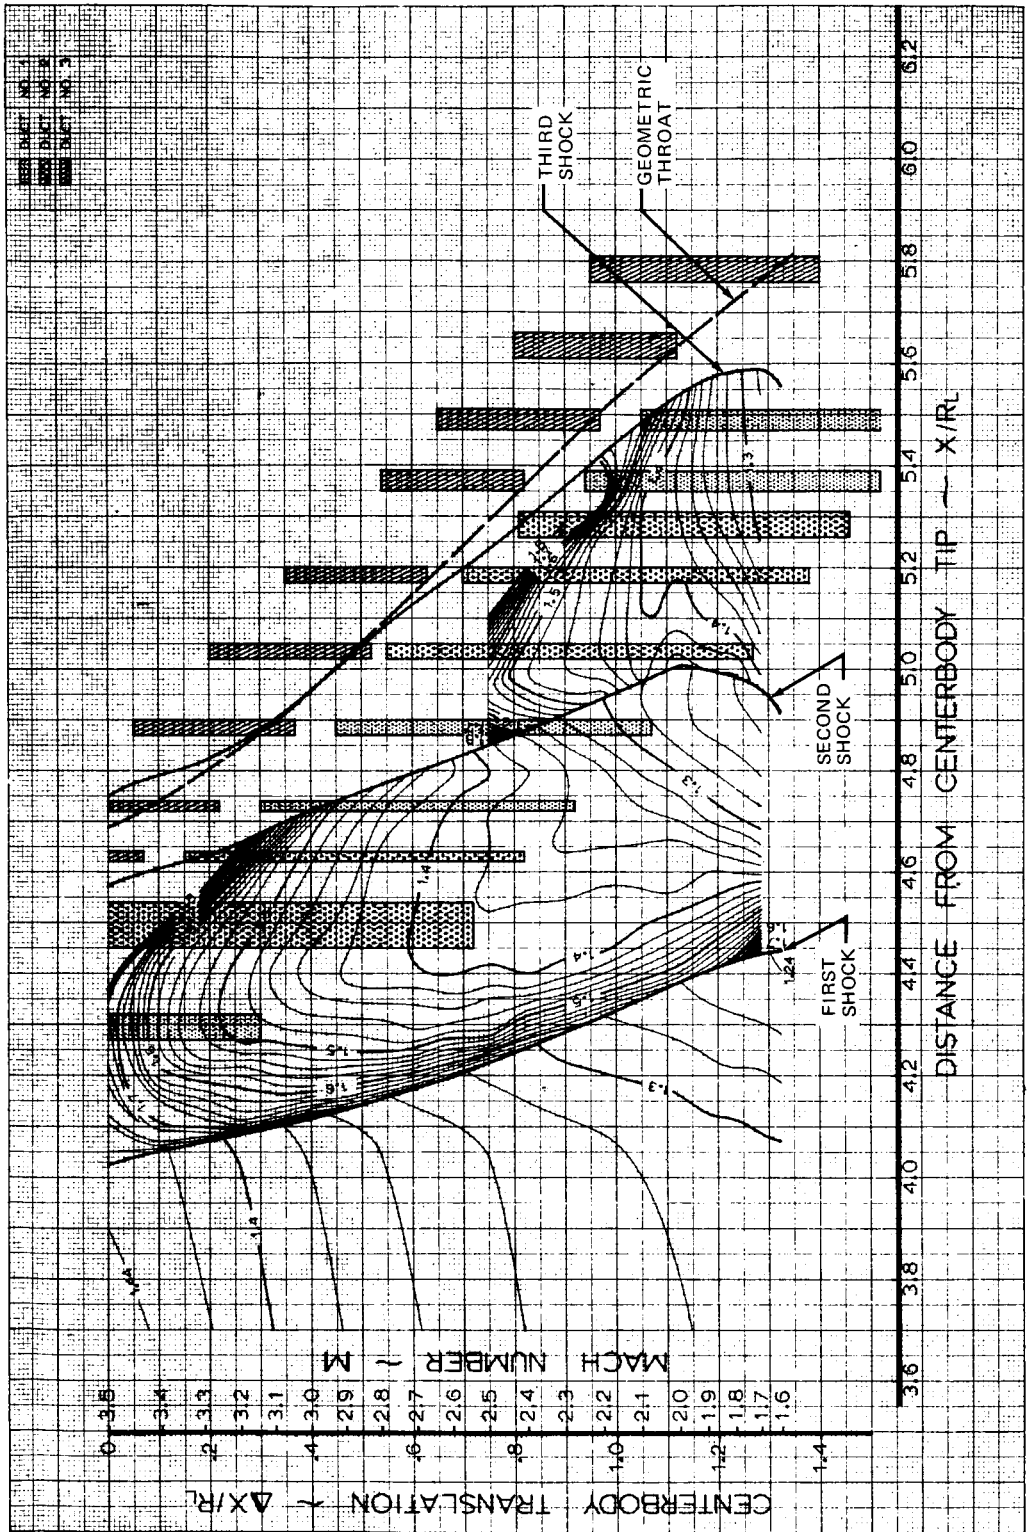 DUCT NO. 1
DUCT NO. 2
DUCT NO. 3
THIRD
SHOCK
GEOMETRIC
THROAT
SECOND
SHOCK
FIRST
SHOCK
1.24
1.4
1.4
1.4
1.4
1.3
1.3
1.3
1.5
1.5
1.5
1.6
DISTANCE FROM CENTERBODY TIP ~ X/RL
3.6 3.8 4.0 4.2 4.4 4.6 4.8 5.0 5.2 5.4 5.6 5.8 6.0 6.2
MACH NUMBER ~ M
3.5 3.4 3.3 3.2 3.1 3.0 2.9 2.8 2.7 2.6 2.5 2.4 2.3 2.2 2.1 2.0 1.9 1.8 1.7 1.6
CENTERBODY TRANSLATION ~ ΔX/RL
0 .2 .4 .6 .8 1.0 1.2 1.4